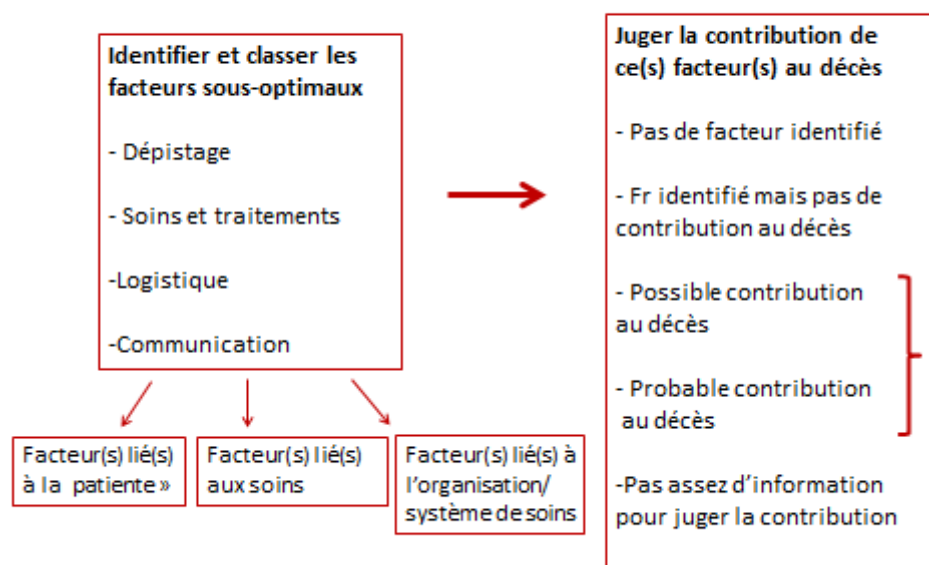 Identifier et classer les
facteurs sous-optimaux
- Dépistage
- Soins et traitements
-Logistique
-Communication
Facteur(s) lié(s)
à la patiente »
Facteur(s) lié(s)
aux soins
Facteur(s) lié(s) à
l’organisation/
système de soins
Juger la contribution de
ce(s) facteur(s) au décès
- Pas de facteur identifié
- Fr identifié mais pas de
contribution au décès
- Possible contribution
au décès
- Probable contribution
au décès
-Pas assez d’information
pour juger la contribution